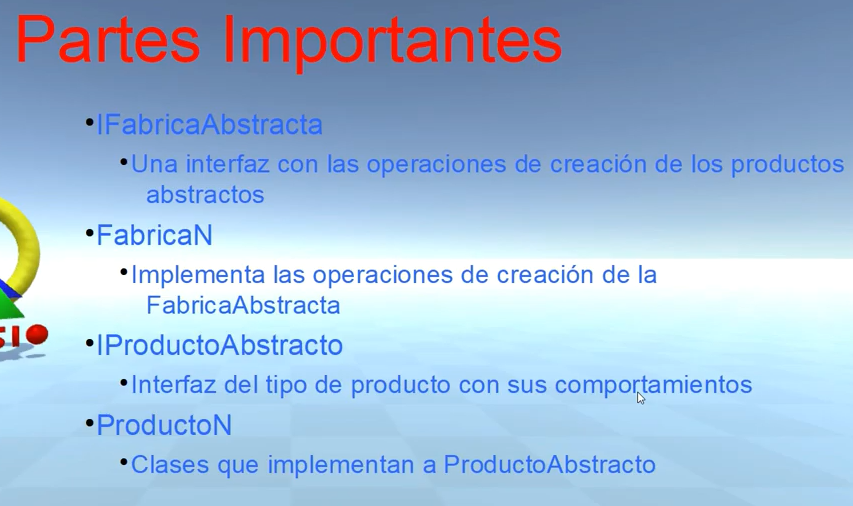 Partes Importantes
•IFabricaAbstracta
•Una interfaz con las operaciones de creación de los productos
abstractos
•FabricaN
•Implementa las operaciones de creación de la
FabricaAbstracta
•IProductoAbstracto
•Interfaz del tipo de producto con sus comportamientos
•ProductoN
•Clases que implementan a ProductoAbstracto